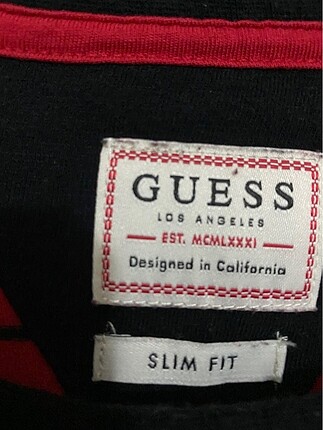 GUESS
LOS ANGELES
EST. MCMLXXXI
Designed in California
SLIM FIT